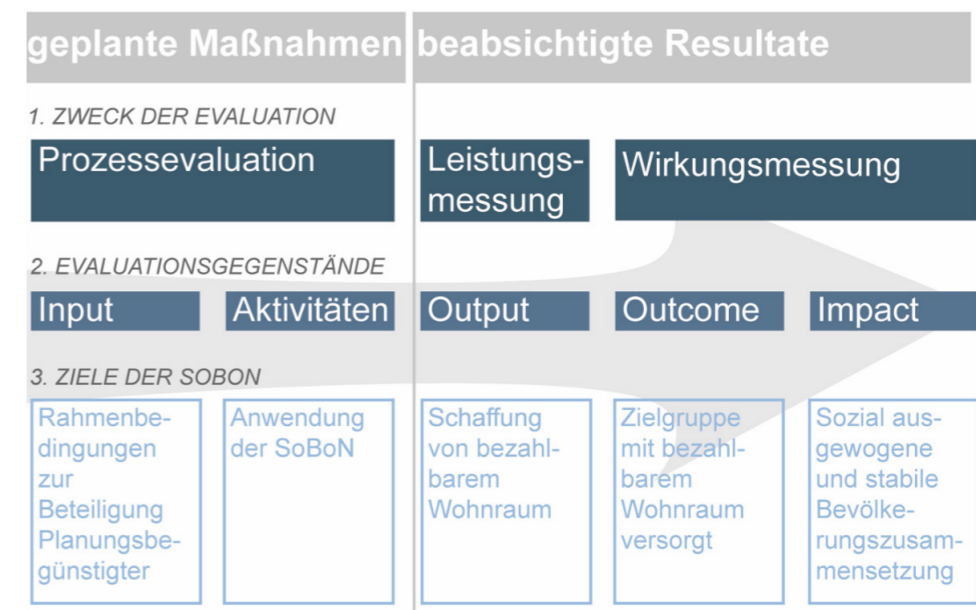 geplante Maßnahmen
beabsichtigte Resultate
1. ZWECK DER EVALUATION
Prozessevaluation
Leistungs-
messung
Wirkungsmessung
2. EVALUATIONSGEGENSTÄNDE
Input
Aktivitäten
Output
Outcome
Impact
3. ZIELE DER SOBON
Rahmenbe-
dingungen
zur
Beteiligung
Planungsbe-
günstigter
Anwendung
der SoBoN
Schaffung
von bezahl-
barem
Wohnraum
Zielgruppe
mit bezahl-
barem
Wohnraum
versorgt
Sozial aus-
gewogene
und stabile
Bevölke-
rungszusam-
mensetzung